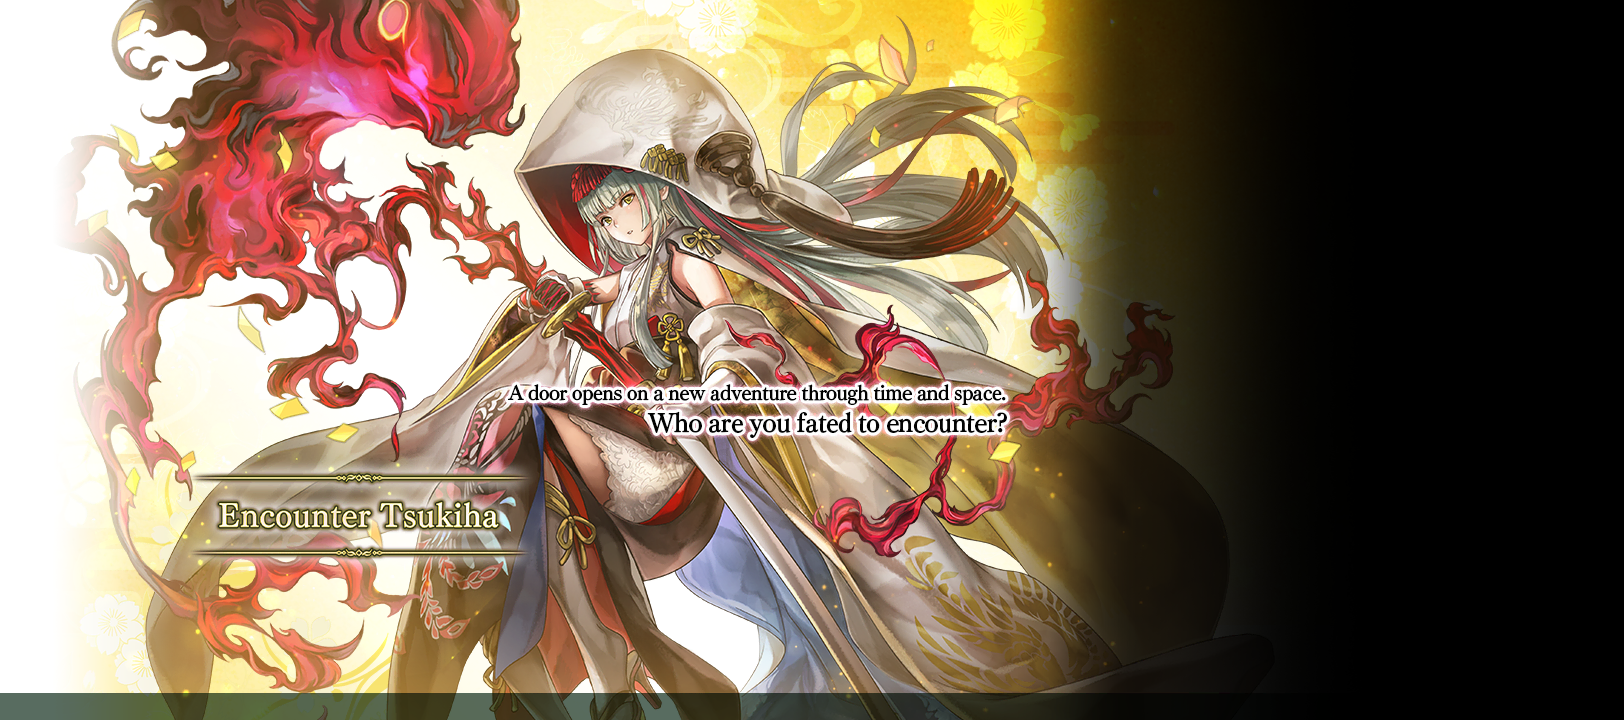 A door opens on a new adventure through time and space.
Who are you fated to encounter?
Encounter Tsukiha